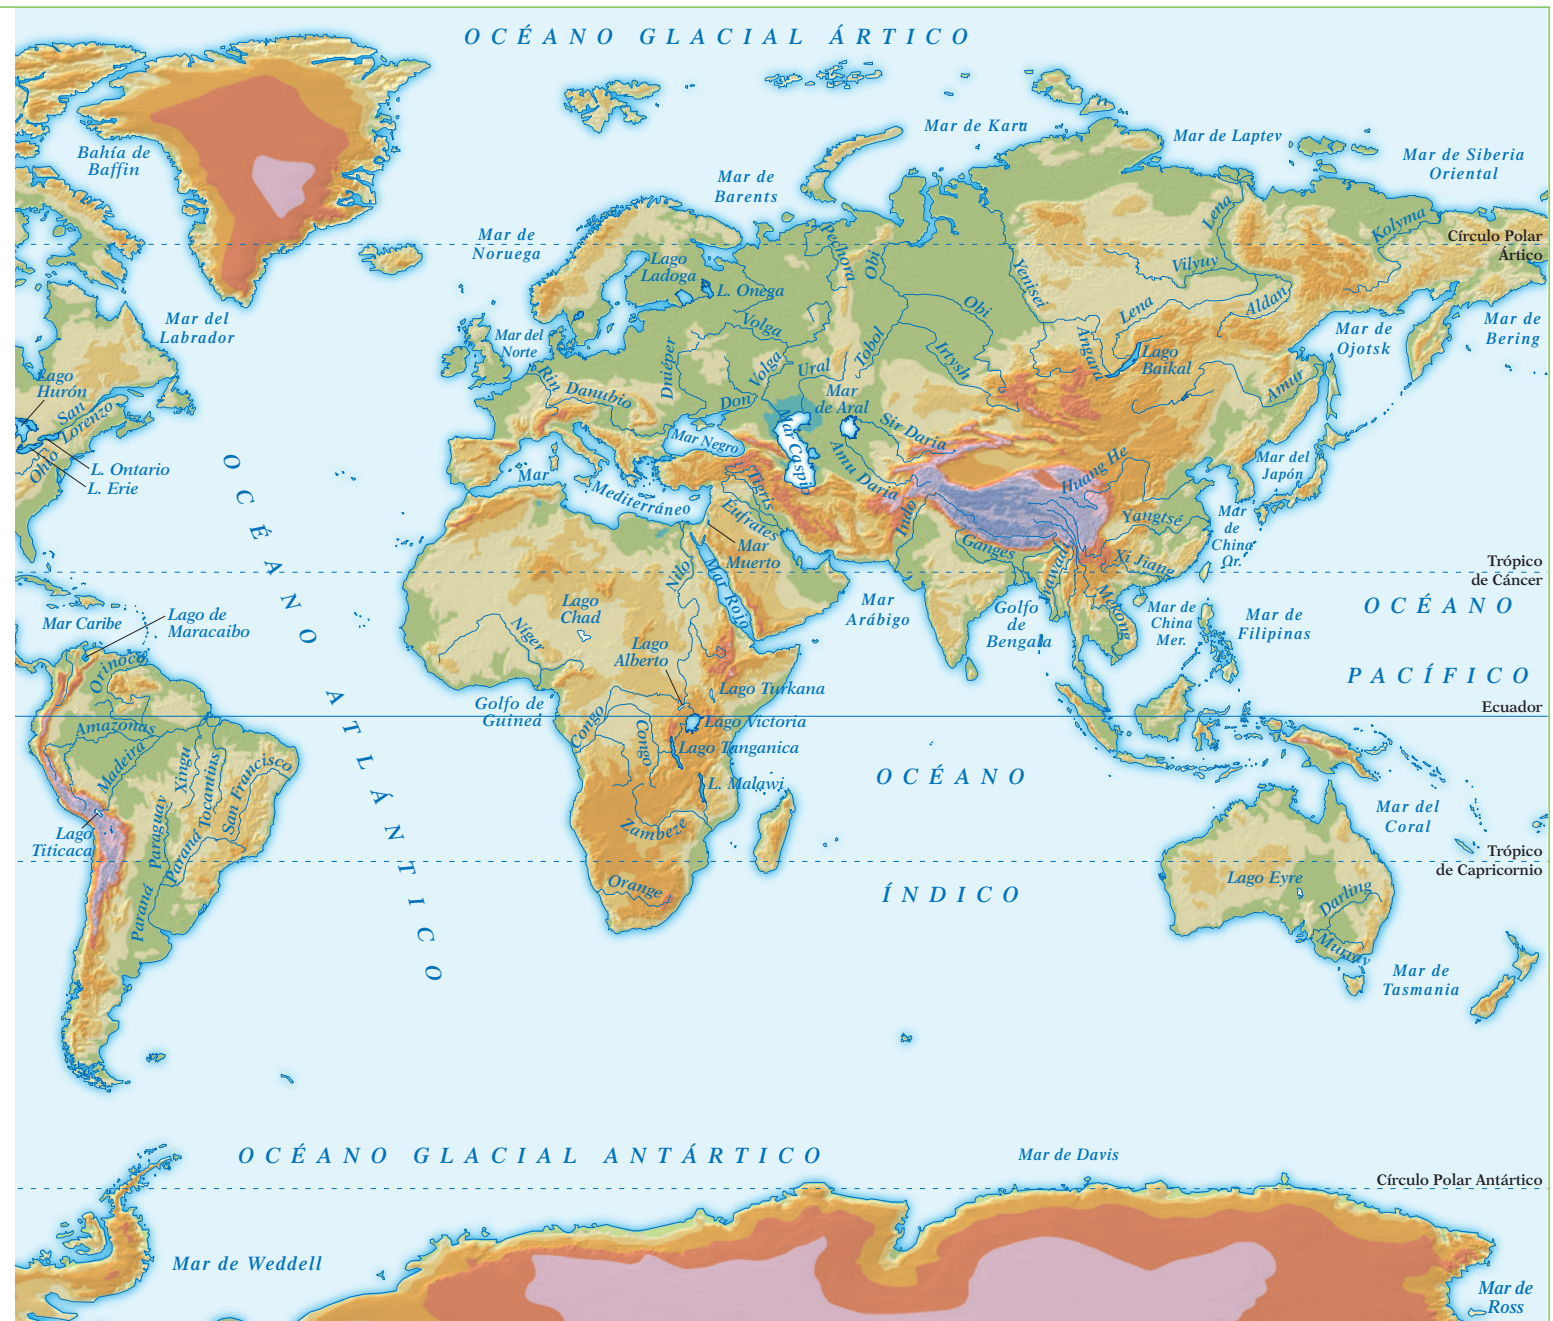 OCÉANO GLACIAL ÁRTICO
Mar de Kara
Mar de Laptev
Bahía de
Baffin
Mar de Siberia
Oriental
Mar de
Barents
Lena
Kolyma
Mar de
Noruega
Pechora
Obi
Círculo Polar
Ártico
Lago
Ladoga
L. Onega
Yenisei
Vilyuy
Obi
Lena
Aldan
Mar del
Labrador
Mar del
Norte
Volga
Mar de
Ojotsk
Mar de
Bering
Dniéper
Volga
Ural
Tobol
Irtysh
Angara
Lago
Baikal
Amur
Lago
Hurón
San
Lorenzo
Rin
Danubio
Don
Mar
de Aral
Sir Daria
Mar Negro
Mar Caspio
Amu Daria
Ohio
L. Ontario
L. Erie
Mar
Mediterráneo
Tigris
Eufrates
Indo
Huang He
Mar del
Japón
Yangtsé
Mar
de
China
Or.
OCÉANO ATLÁNTICO
Mar
Muerto
Ganges
Xi Jiang
Irawadi
Mekong
Nilo
Mar Rojo
Trópico
de Cáncer
Mar Caribe
Lago de
Maracaibo
Lago
Chad
Níger
Mar
Arábigo
Golfo
de
Bengala
Mar de
China
Mer.
Mar de
Filipinas
OCÉANO
PACÍFICO
Orinoco
Lago
Alberto
Lago Turkana
Golfo de
Guinea
Ecuador
Amazonas
Congo
Congo
Lago Victoria
Lago Tanganica
Madeira
Xingu
Tocantins
San Francisco
L. Malawi
OCÉANO
ÍNDICO
Lago
Titicaca
Paraguay
Paraná
Paraná
Zambeze
Mar del
Coral
Trópico
de Capricornio
Orange
Lago Eyre
Darling
Murray
Mar de
Tasmania
OCÉANO GLACIAL ANTÁRTICO
Mar de Davis
Círculo Polar Antártico
Mar de Weddell
Mar de
Ross